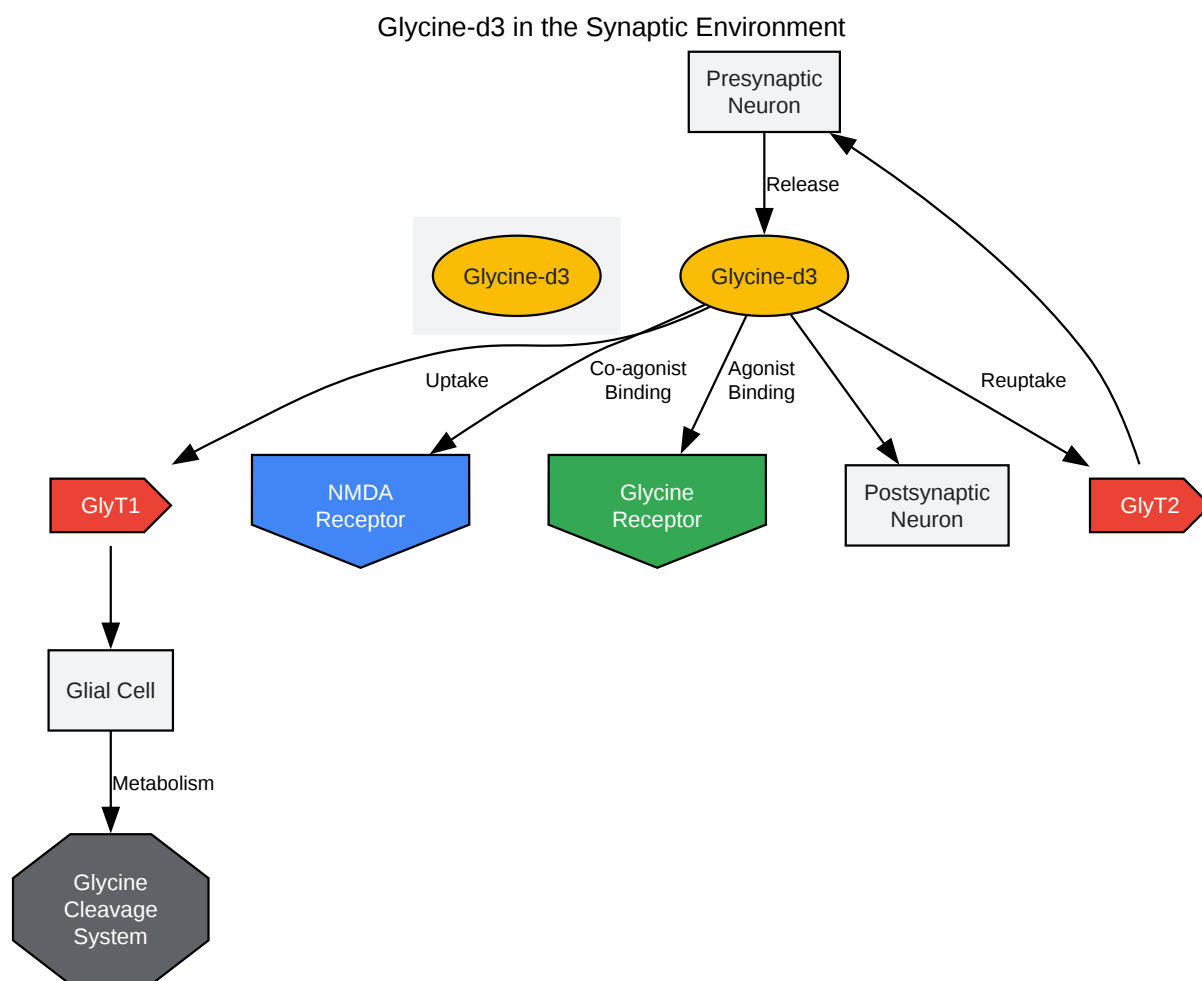 Glycine-d3 in the Synaptic Environment
Presynaptic
Neuron
Release
Glycine-d3
Glycine-d3
Uptake
Co-agonist
Binding
Agonist
Binding
Reuptake
GlyT1
NMDA
Receptor
Glycine
Receptor
Postsynaptic
Neuron
GlyT2
Glial Cell
Metabolism
Glycine
Cleavage
System